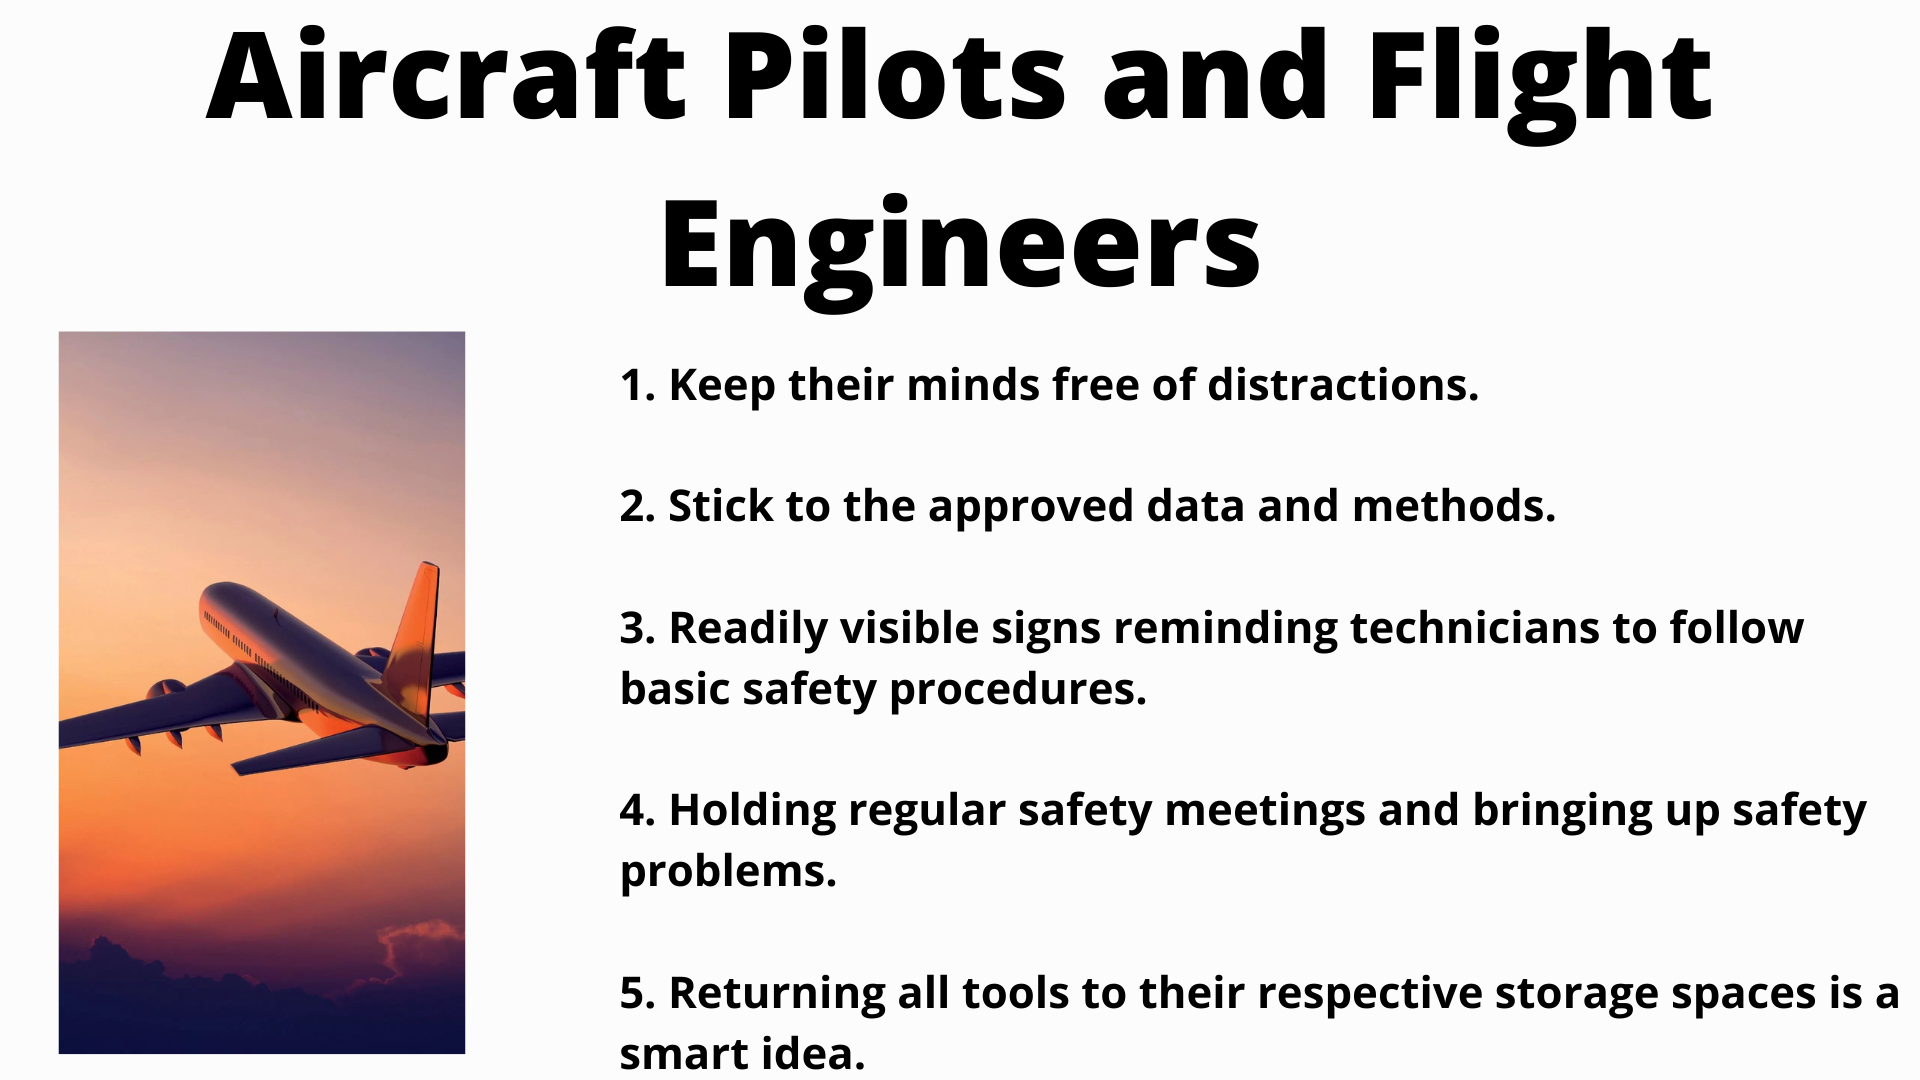 Aircraft Pilots and Flight
Engineers
1. Keep their minds free of distractions.
2. Stick to the approved data and methods.
3. Readily visible signs reminding technicians to follow
basic safety procedures.
4. Holding regular safety meetings and bringing up safety
problems.
5. Returning all tools to their respective storage spaces is a
smart idea.